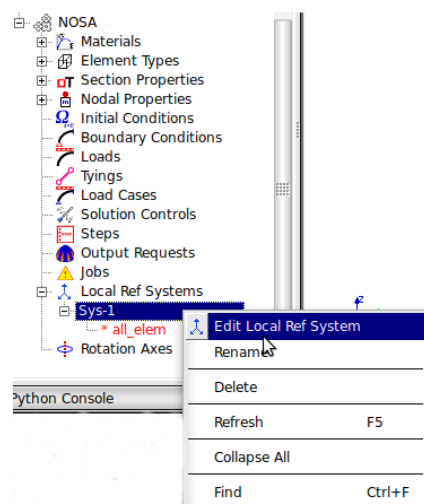 NOSA
Materials
Element Types
Section Properties
Nodal Properties
Initial Conditions
Boundary Conditions
Loads
Tyings
Load Cases
Solution Controls
Steps
Output Requests
Jobs
Local Ref Systems
Sys-1
* all_elem
Rotation Axes
Python Console
z
Edit Local Ref System
Rename
Delete
Refresh F5
Collapse All
Find Ctrl+F